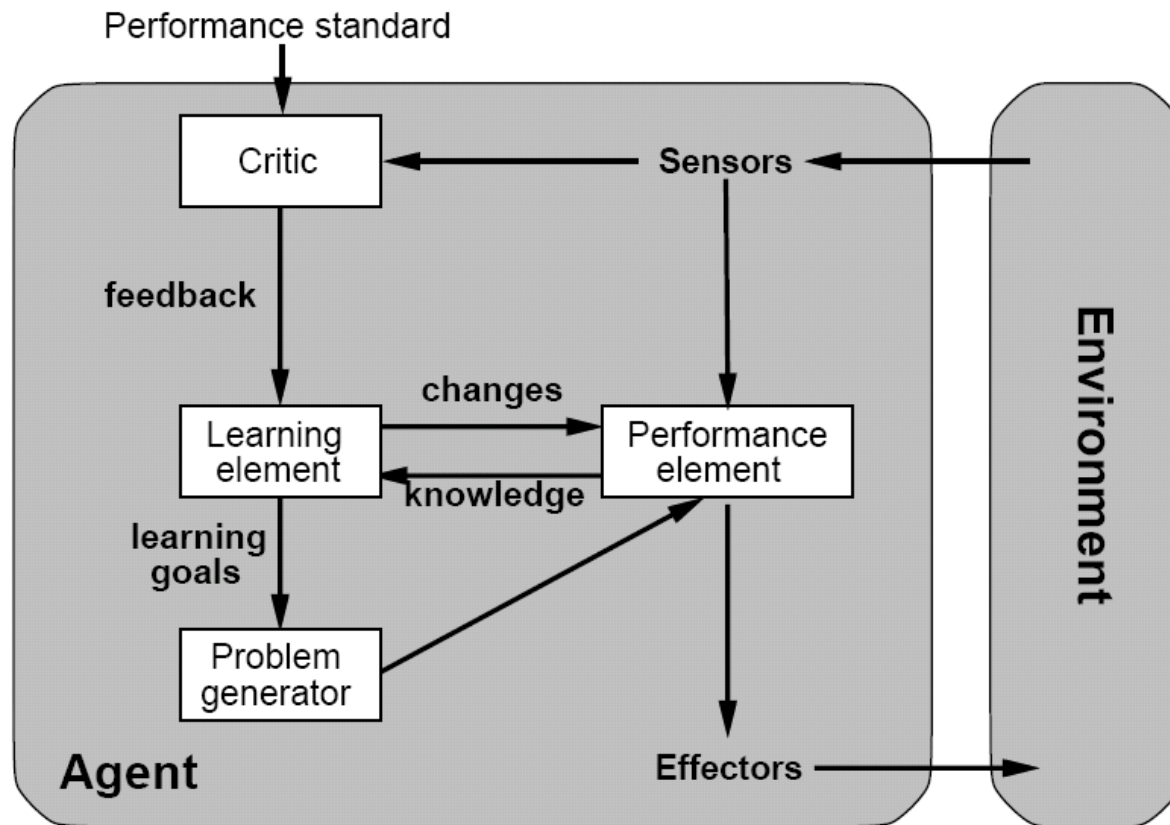 Performance standard
Critic
Sensors
feedback
changes
Learning
element
Performance
element
knowledge
learning
goals
Problem
generator
Agent
Effectors
Environment